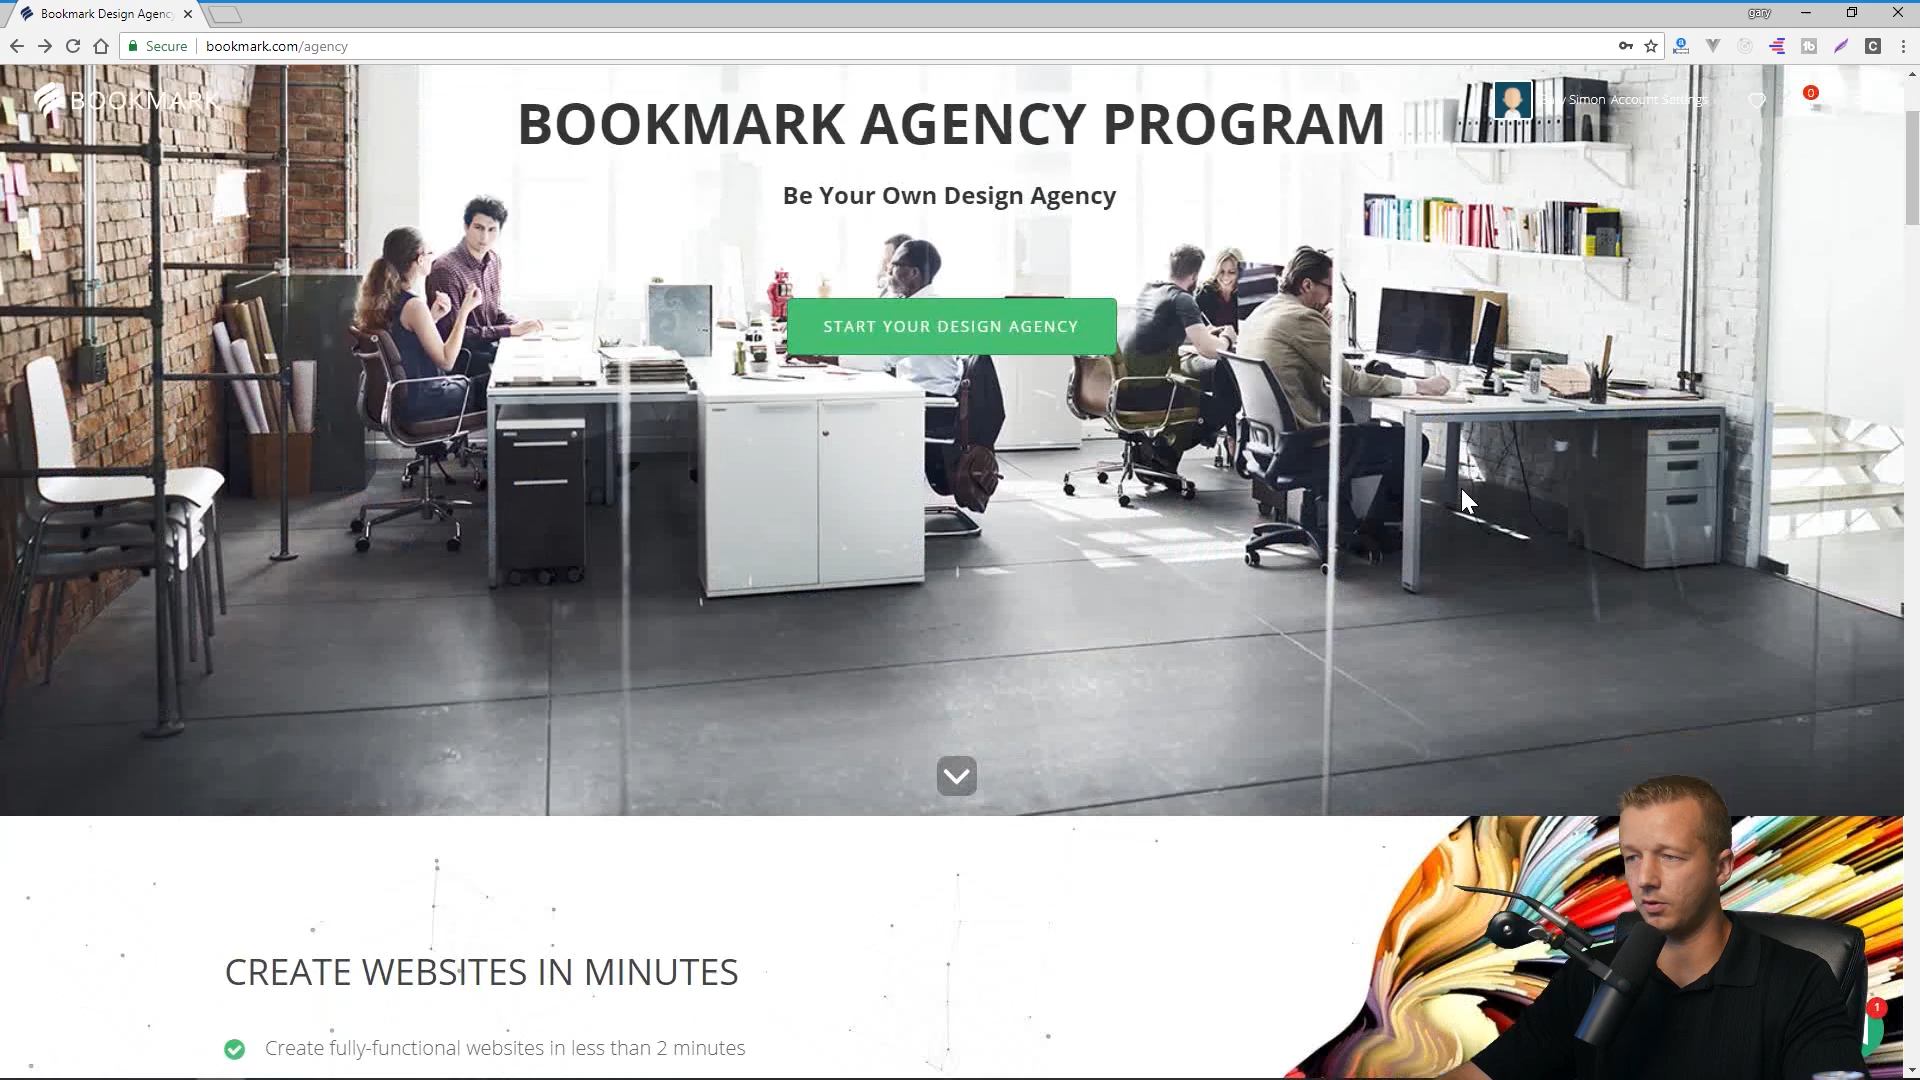 Bookmark Design Agency
gary
Secure
bookmark.com/agency
BOOKMARK
Simon Account Settings
0
BOOKMARK AGENCY PROGRAM
Be Your Own Design Agency
START YOUR DESIGN AGENCY
CREATE WEBSITES IN MINUTES
Create fully-functional websites in less than 2 minutes
1